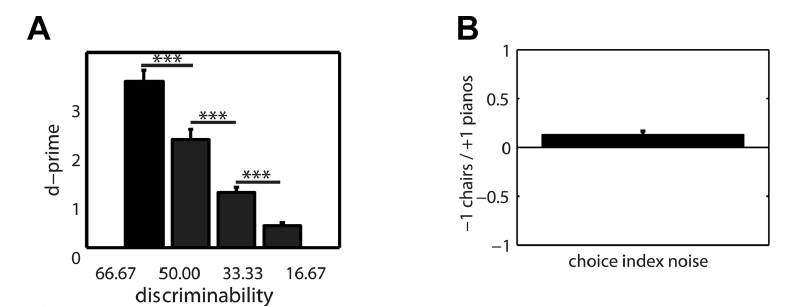 A
***
***
***
3
2
1
0
d−prime
66.67 50.00 33.33 16.67
discriminability
B
1
0.5
0
−0.5
−1
−1 chairs / +1 pianos
choice index noise